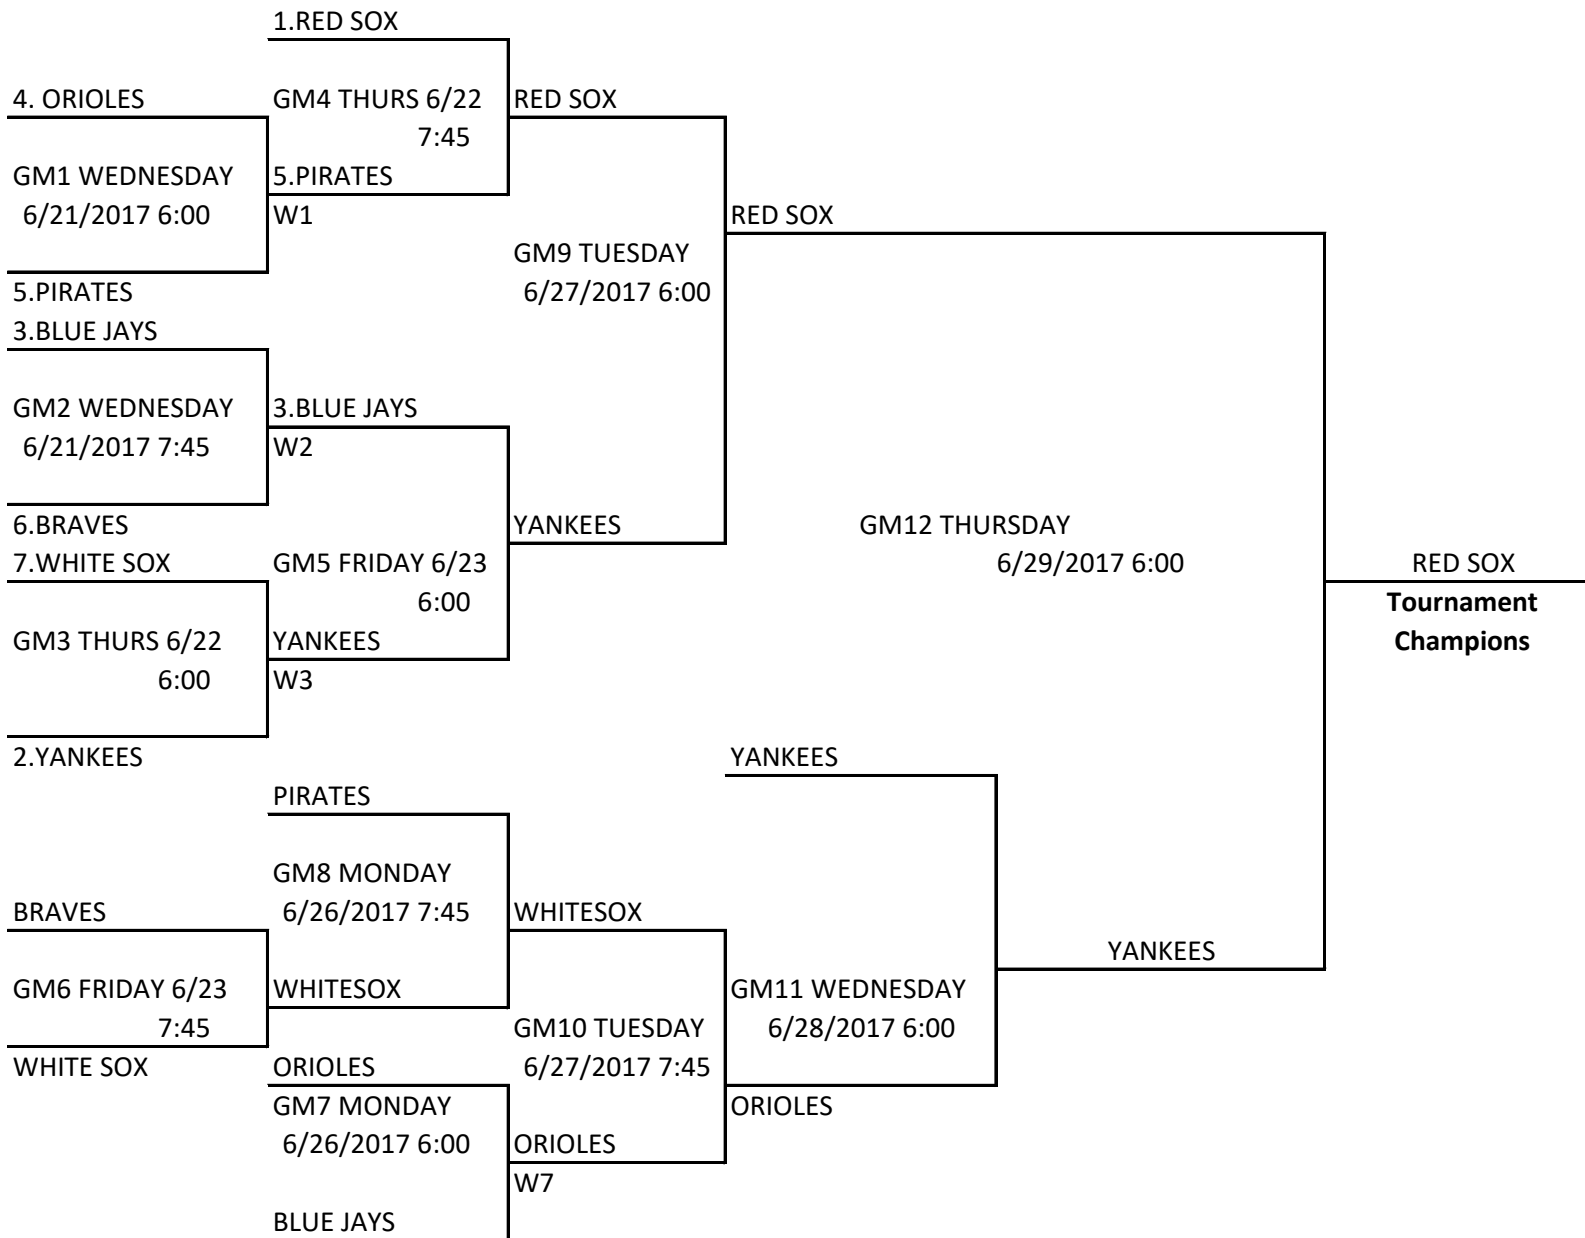 1.RED SOX
4. ORIOLES
GM4 THURS 6/22
7:45
RED SOX
GM1 WEDNESDAY
6/21/2017 6:00
5.PIRATES
W1
RED SOX
GM9 TUESDAY
6/27/2017 6:00
5.PIRATES
3.BLUE JAYS
GM2 WEDNESDAY
6/21/2017 7:45
3.BLUE JAYS
W2
6.BRAVES
7.WHITE SOX
GM5 FRIDAY 6/23
6:00
YANKEES
GM12 THURSDAY
6/29/2017 6:00
RED SOX
Tournament
Champions
GM3 THURS 6/22
6:00
YANKEES
W3
2.YANKEES
YANKEES
PIRATES
GM8 MONDAY
6/26/2017 7:45
BRAVES
WHITESOX
YANKEES
GM6 FRIDAY 6/23
7:45
WHITESOX
GM11 WEDNESDAY
6/28/2017 6:00
GM10 TUESDAY
6/27/2017 7:45
WHITE SOX
ORIOLES
GM7 MONDAY
6/26/2017 6:00
ORIOLES
ORIOLES
W7
BLUE JAYS